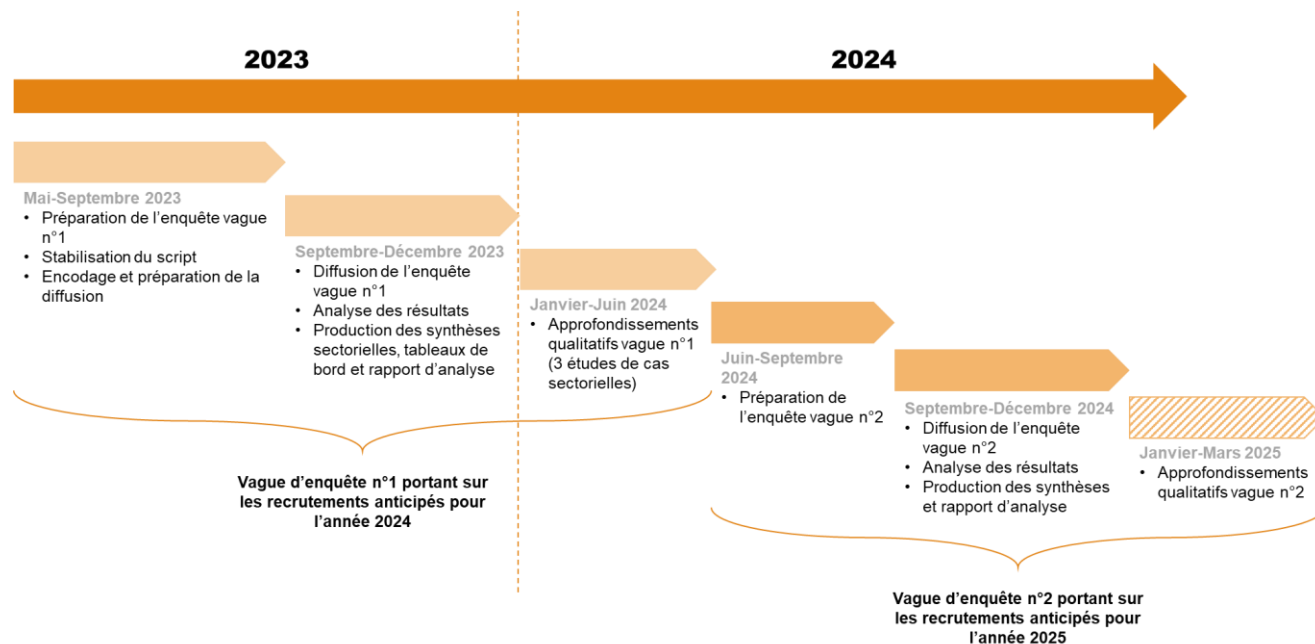 2023
2024
Mai-Septembre 2023
• Préparation de l'enquête vague
n°1
• Stabilisation du script
• Encodage et préparation de la
diffusion
Septembre-Décembre 2023
• Diffusion de l'enquête
vague n°1
• Analyse des résultats
• Production des synthèses
sectorielles, tableaux de
bord et rapport d'analyse
Janvier-Juin 2024
• Approfondissements
qualitatifs vague n°1
(3 études de cas
sectorielles)
Juin-Septembre
2024
• Préparation de
l'enquête vague n°2
Septembre-Décembre 2024
• Diffusion de l'enquête
vague n°2
• Analyse des résultats
• Production des synthèses
et rapport d'analyse
Janvier-Mars 2025
• Approfondissements
qualitatifs vague n°2
Vague d'enquête n°1 portant sur
les recrutements anticipés pour
l'année 2024
Vague d'enquête n°2 portant sur
les recrutements anticipés pour
l'année 2025